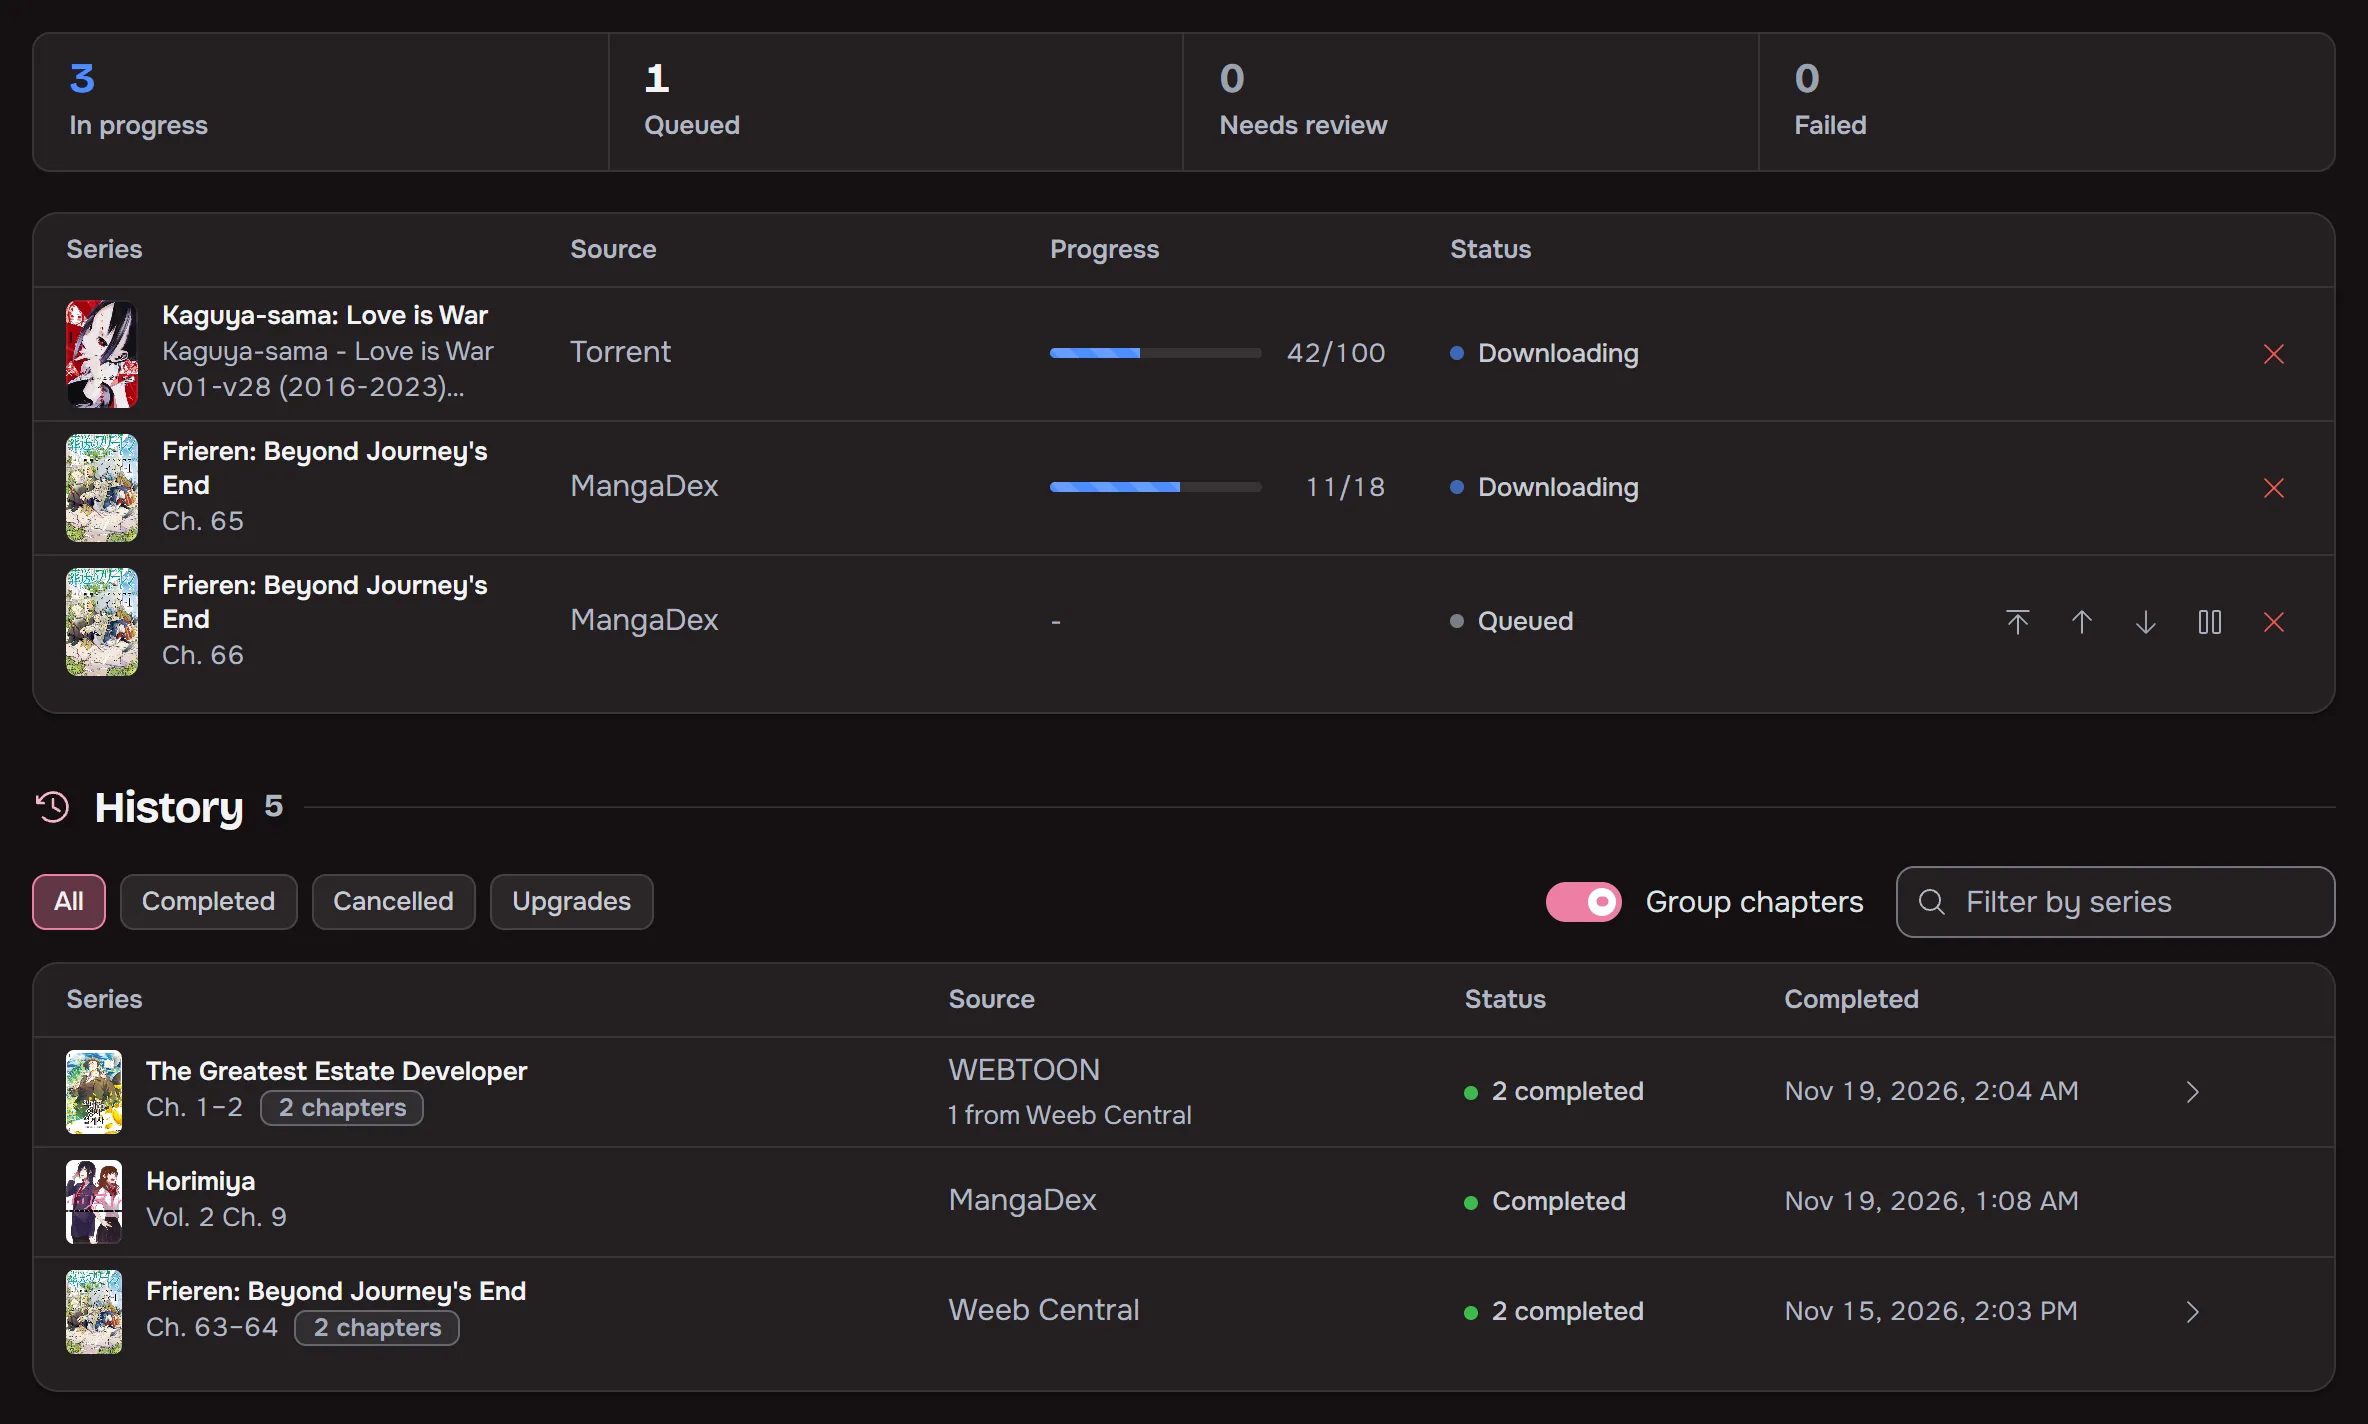 3
In progress
1
Queued
0
Needs review
0
Failed
Series Source Progress Status
Kaguya-sama: Love is War
Kaguya-sama - Love is War
v01-v28 (2016-2023)...
Torrent
42/100
Downloading
Frieren: Beyond Journey's
End
Ch. 65
MangaDex
11/18
Downloading
Frieren: Beyond Journey's
End
Ch. 66
MangaDex
-
Queued
History 5
All Completed Cancelled Upgrades
Group chapters
Filter by series
Series Source Status Completed
The Greatest Estate Developer
Ch. 1–2 2 chapters
WEBTOON
1 from Weeb Central
2 completed
Nov 19, 2026, 2:04 AM
Horimiya
Vol. 2 Ch. 9
MangaDex
Completed
Nov 19, 2026, 1:08 AM
Frieren: Beyond Journey's End
Ch. 63–64 2 chapters
Weeb Central
2 completed
Nov 15, 2026, 2:03 PM